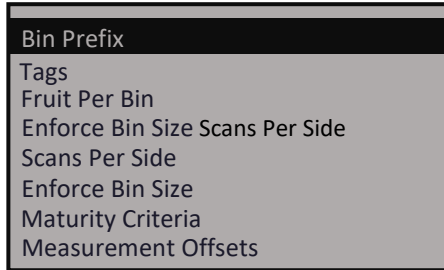 Bin Prefix
Tags
Fruit Per Bin
Enforce Bin Size Scans Per Side
Scans Per Side
Enforce Bin Size
Maturity Criteria
Measurement Offsets